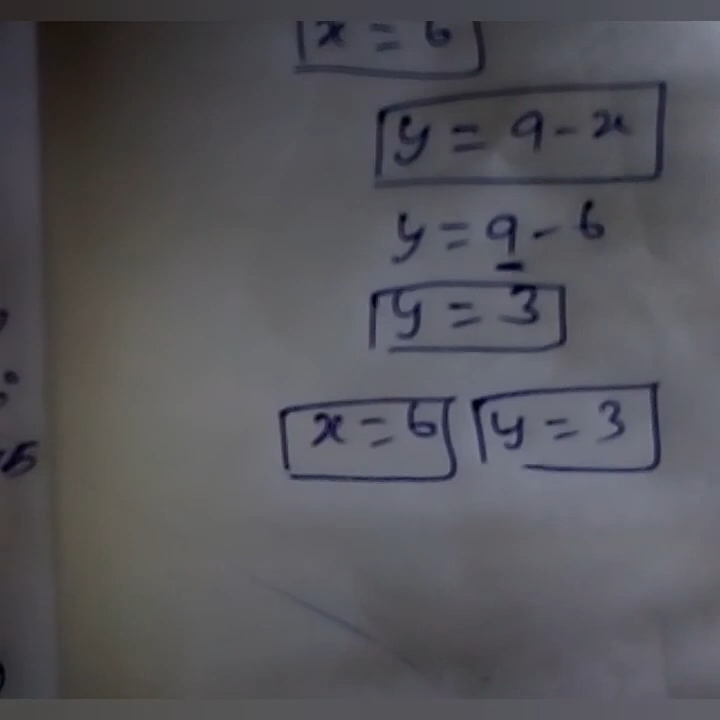 x = 6
y = 9 - x
y = 9 - 6
y = 3
x = 6 y = 3